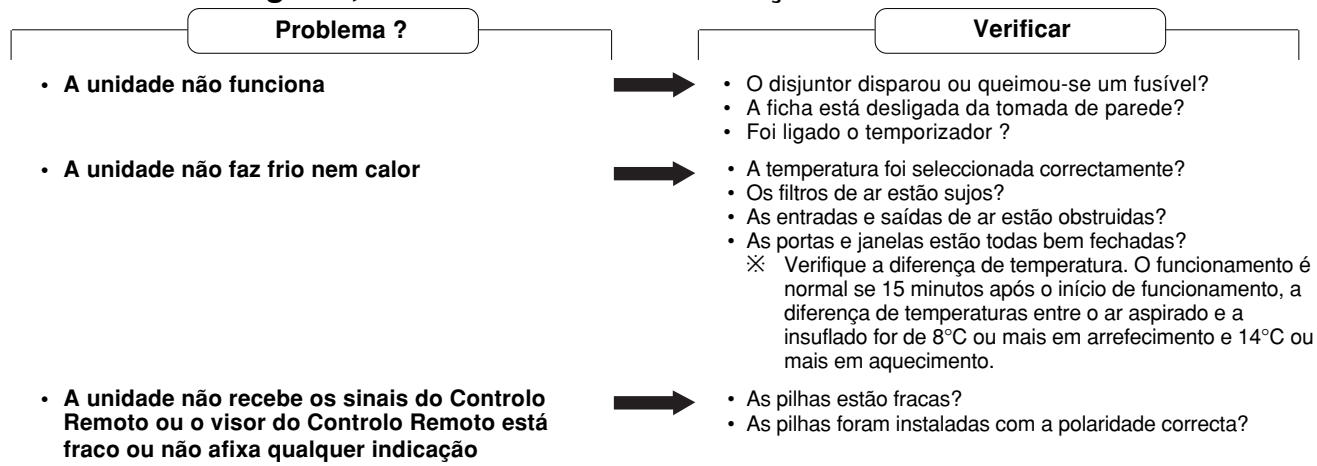 Problema ?
Verificar
• A unidade não funciona
• O disjuntor disparou ou queimou-se um fusível?
• A ficha está desligada da tomada de parede?
• Foi ligado o temporizador ?
• A unidade não faz frio nem calor
• A temperatura foi seleccionada correctamente?
• Os filtros de ar estão sujos?
• As entradas e saídas de ar estão obstruidas?
• As portas e janelas estão todas bem fechadas?
※ Verifique a diferença de temperatura. O funcionamento é
normal se 15 minutos após o início de funcionamento, a
diferença de temperaturas entre o ar aspirado e a
insuflado for de 8°C ou mais em arrefecimento e 14°C ou
mais em aquecimento.
• A unidade não recebe os sinais do Controlo
Remoto ou o visor do Controlo Remoto está
fraco ou não afixa qualquer indicação
• As pilhas estão fracas?
• As pilhas foram instaladas com a polaridade correcta?